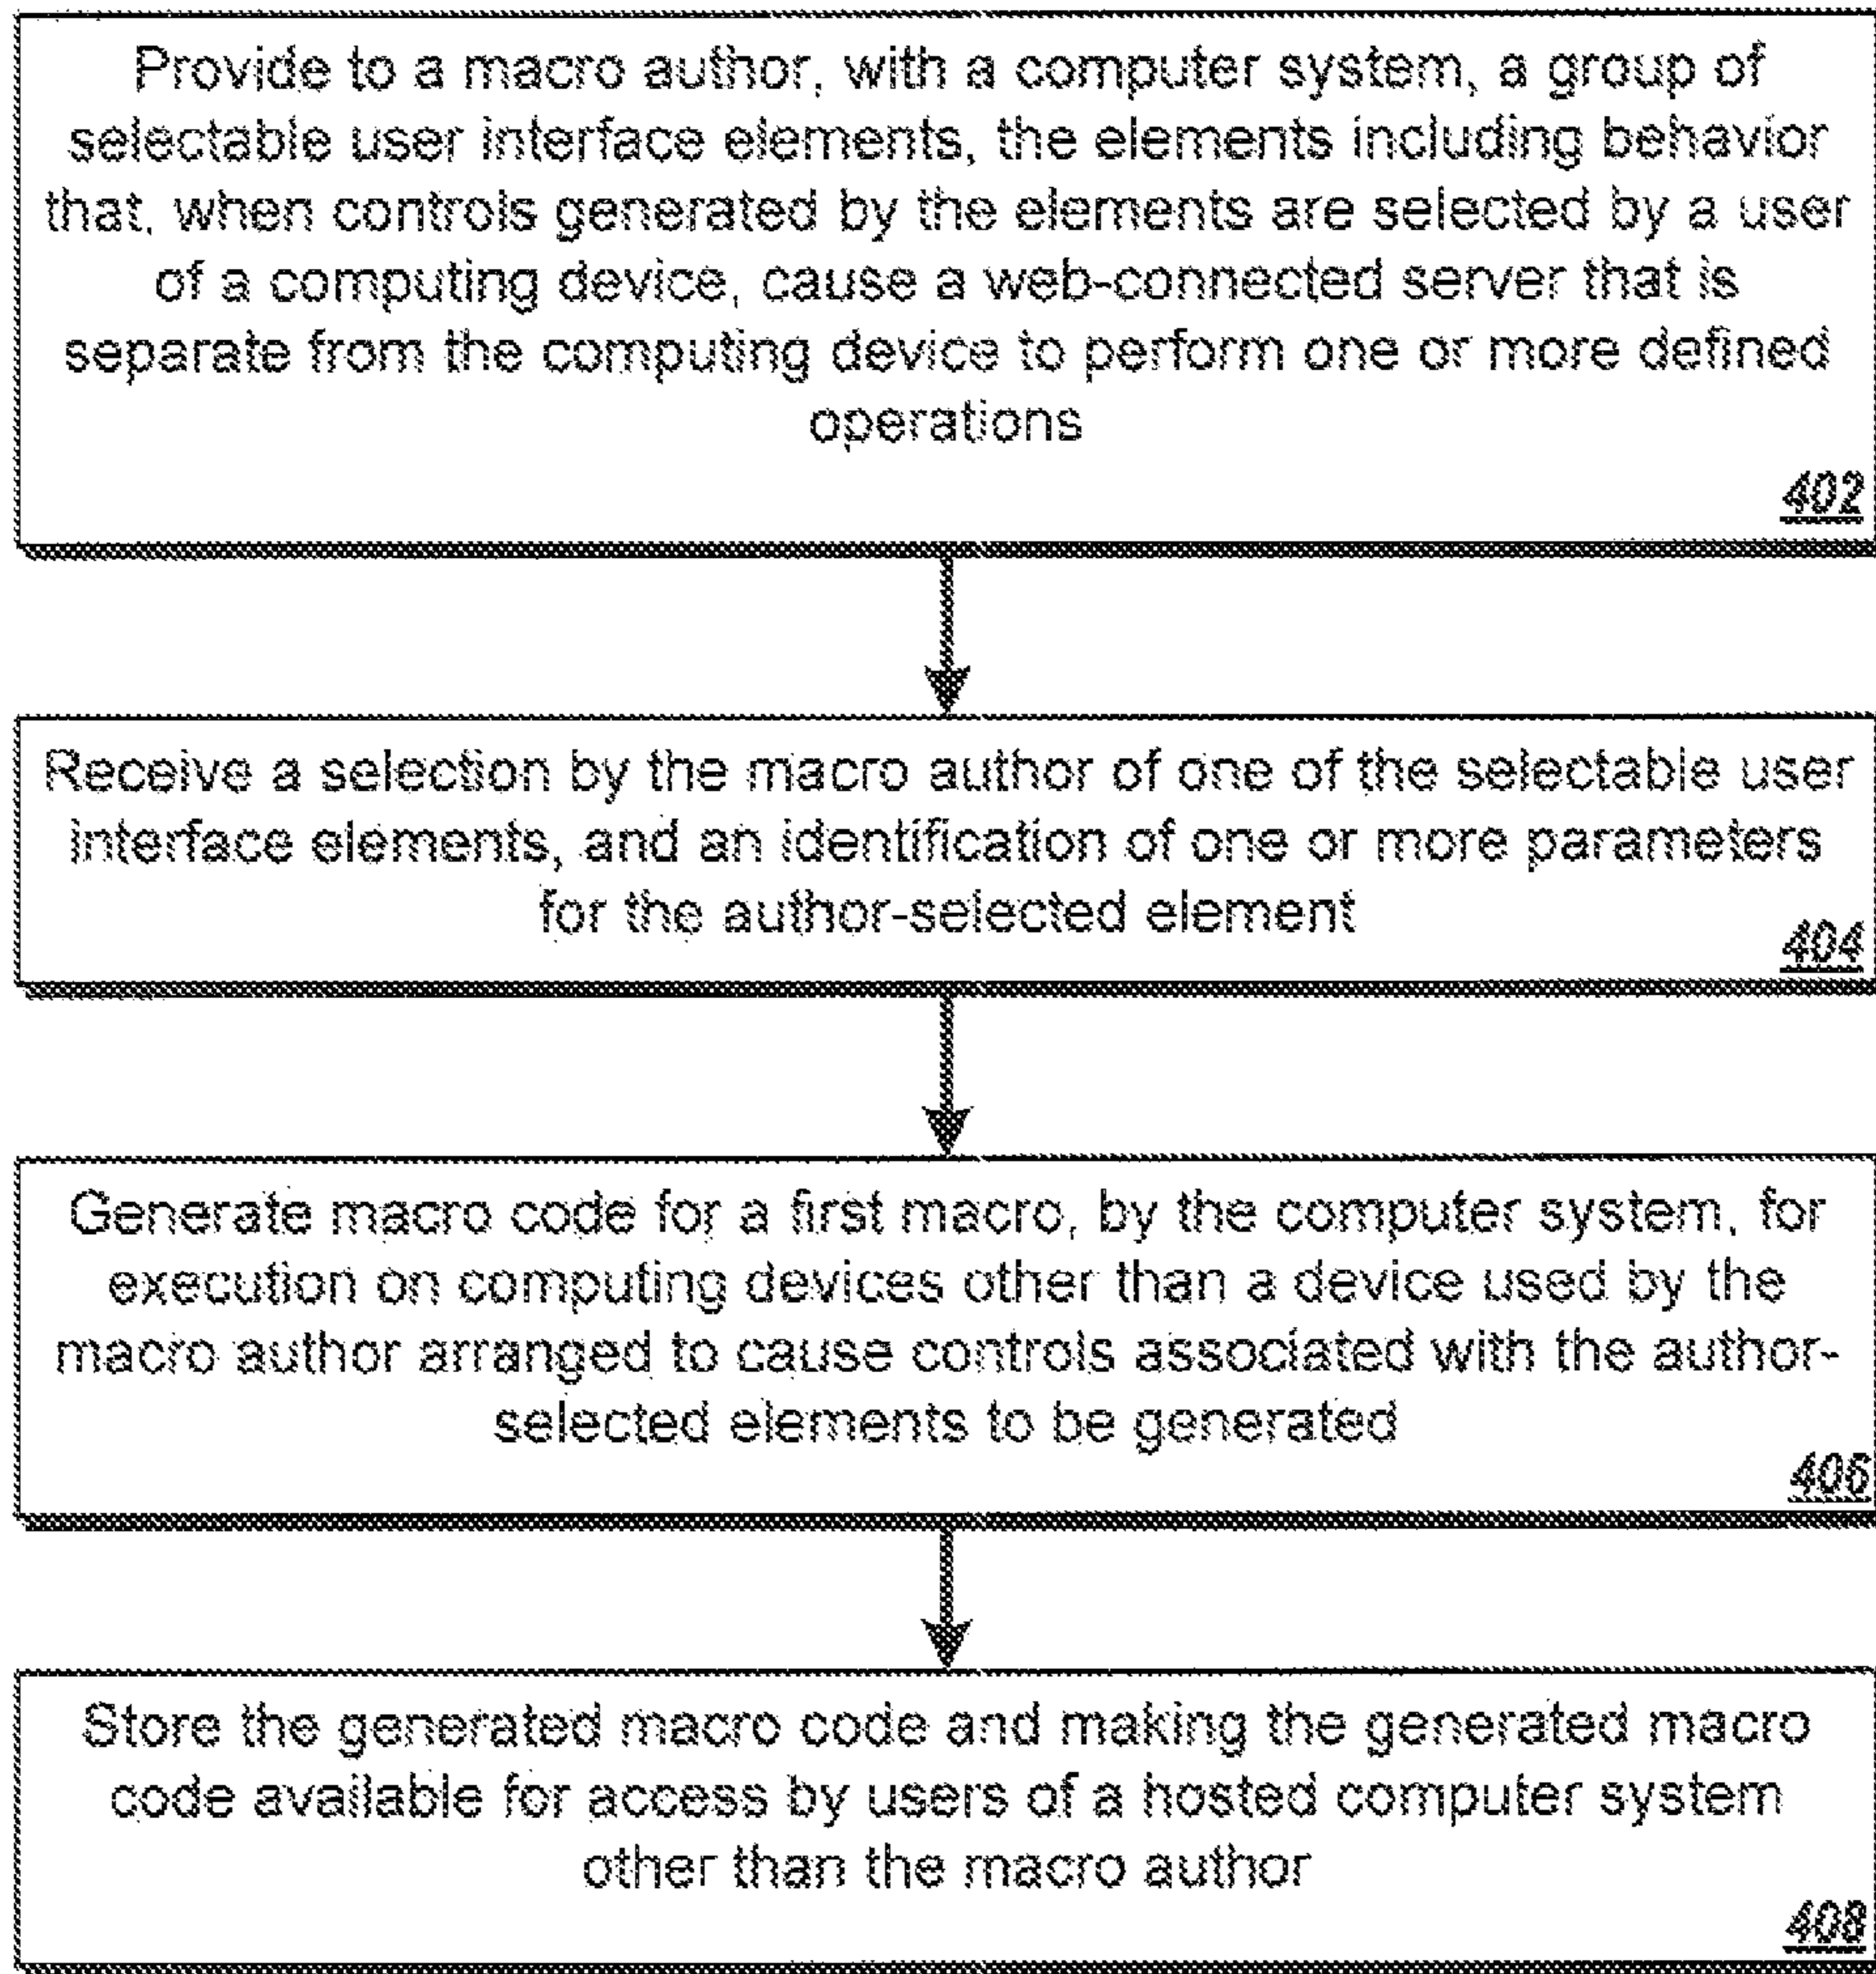 Provide to a macro author, with a computer system, a group of
selectable user interface elements, the elements including behavior
that, when controls generated by the elements are selected by a user
of a computing device, cause a web-connected server that is
separate from the computing device to perform one or more defined
operations
402
Receive a selection by the macro author of one of the selectable user
interface elements, and an identification of one or more parameters
for the author-selected element
404
Generate macro code for a first macro, by the computer system, for
execution on computing devices other than a device used by the
macro author arranged to cause controls associated with the author-
selected elements to be generated
406
Store the generated macro code and making the generated macro
code available for access by users of a hosted computer system
other than the macro author
408